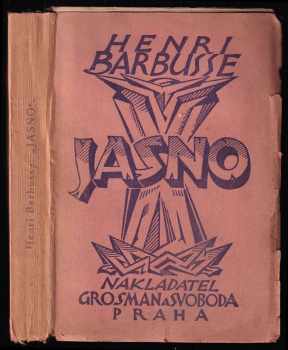 HENRI
BARBUSSE
JASNO
NAKLADATEL
GROSMAN A SVOBODA
PRAHA
Henri Barbusse: „JASNO“